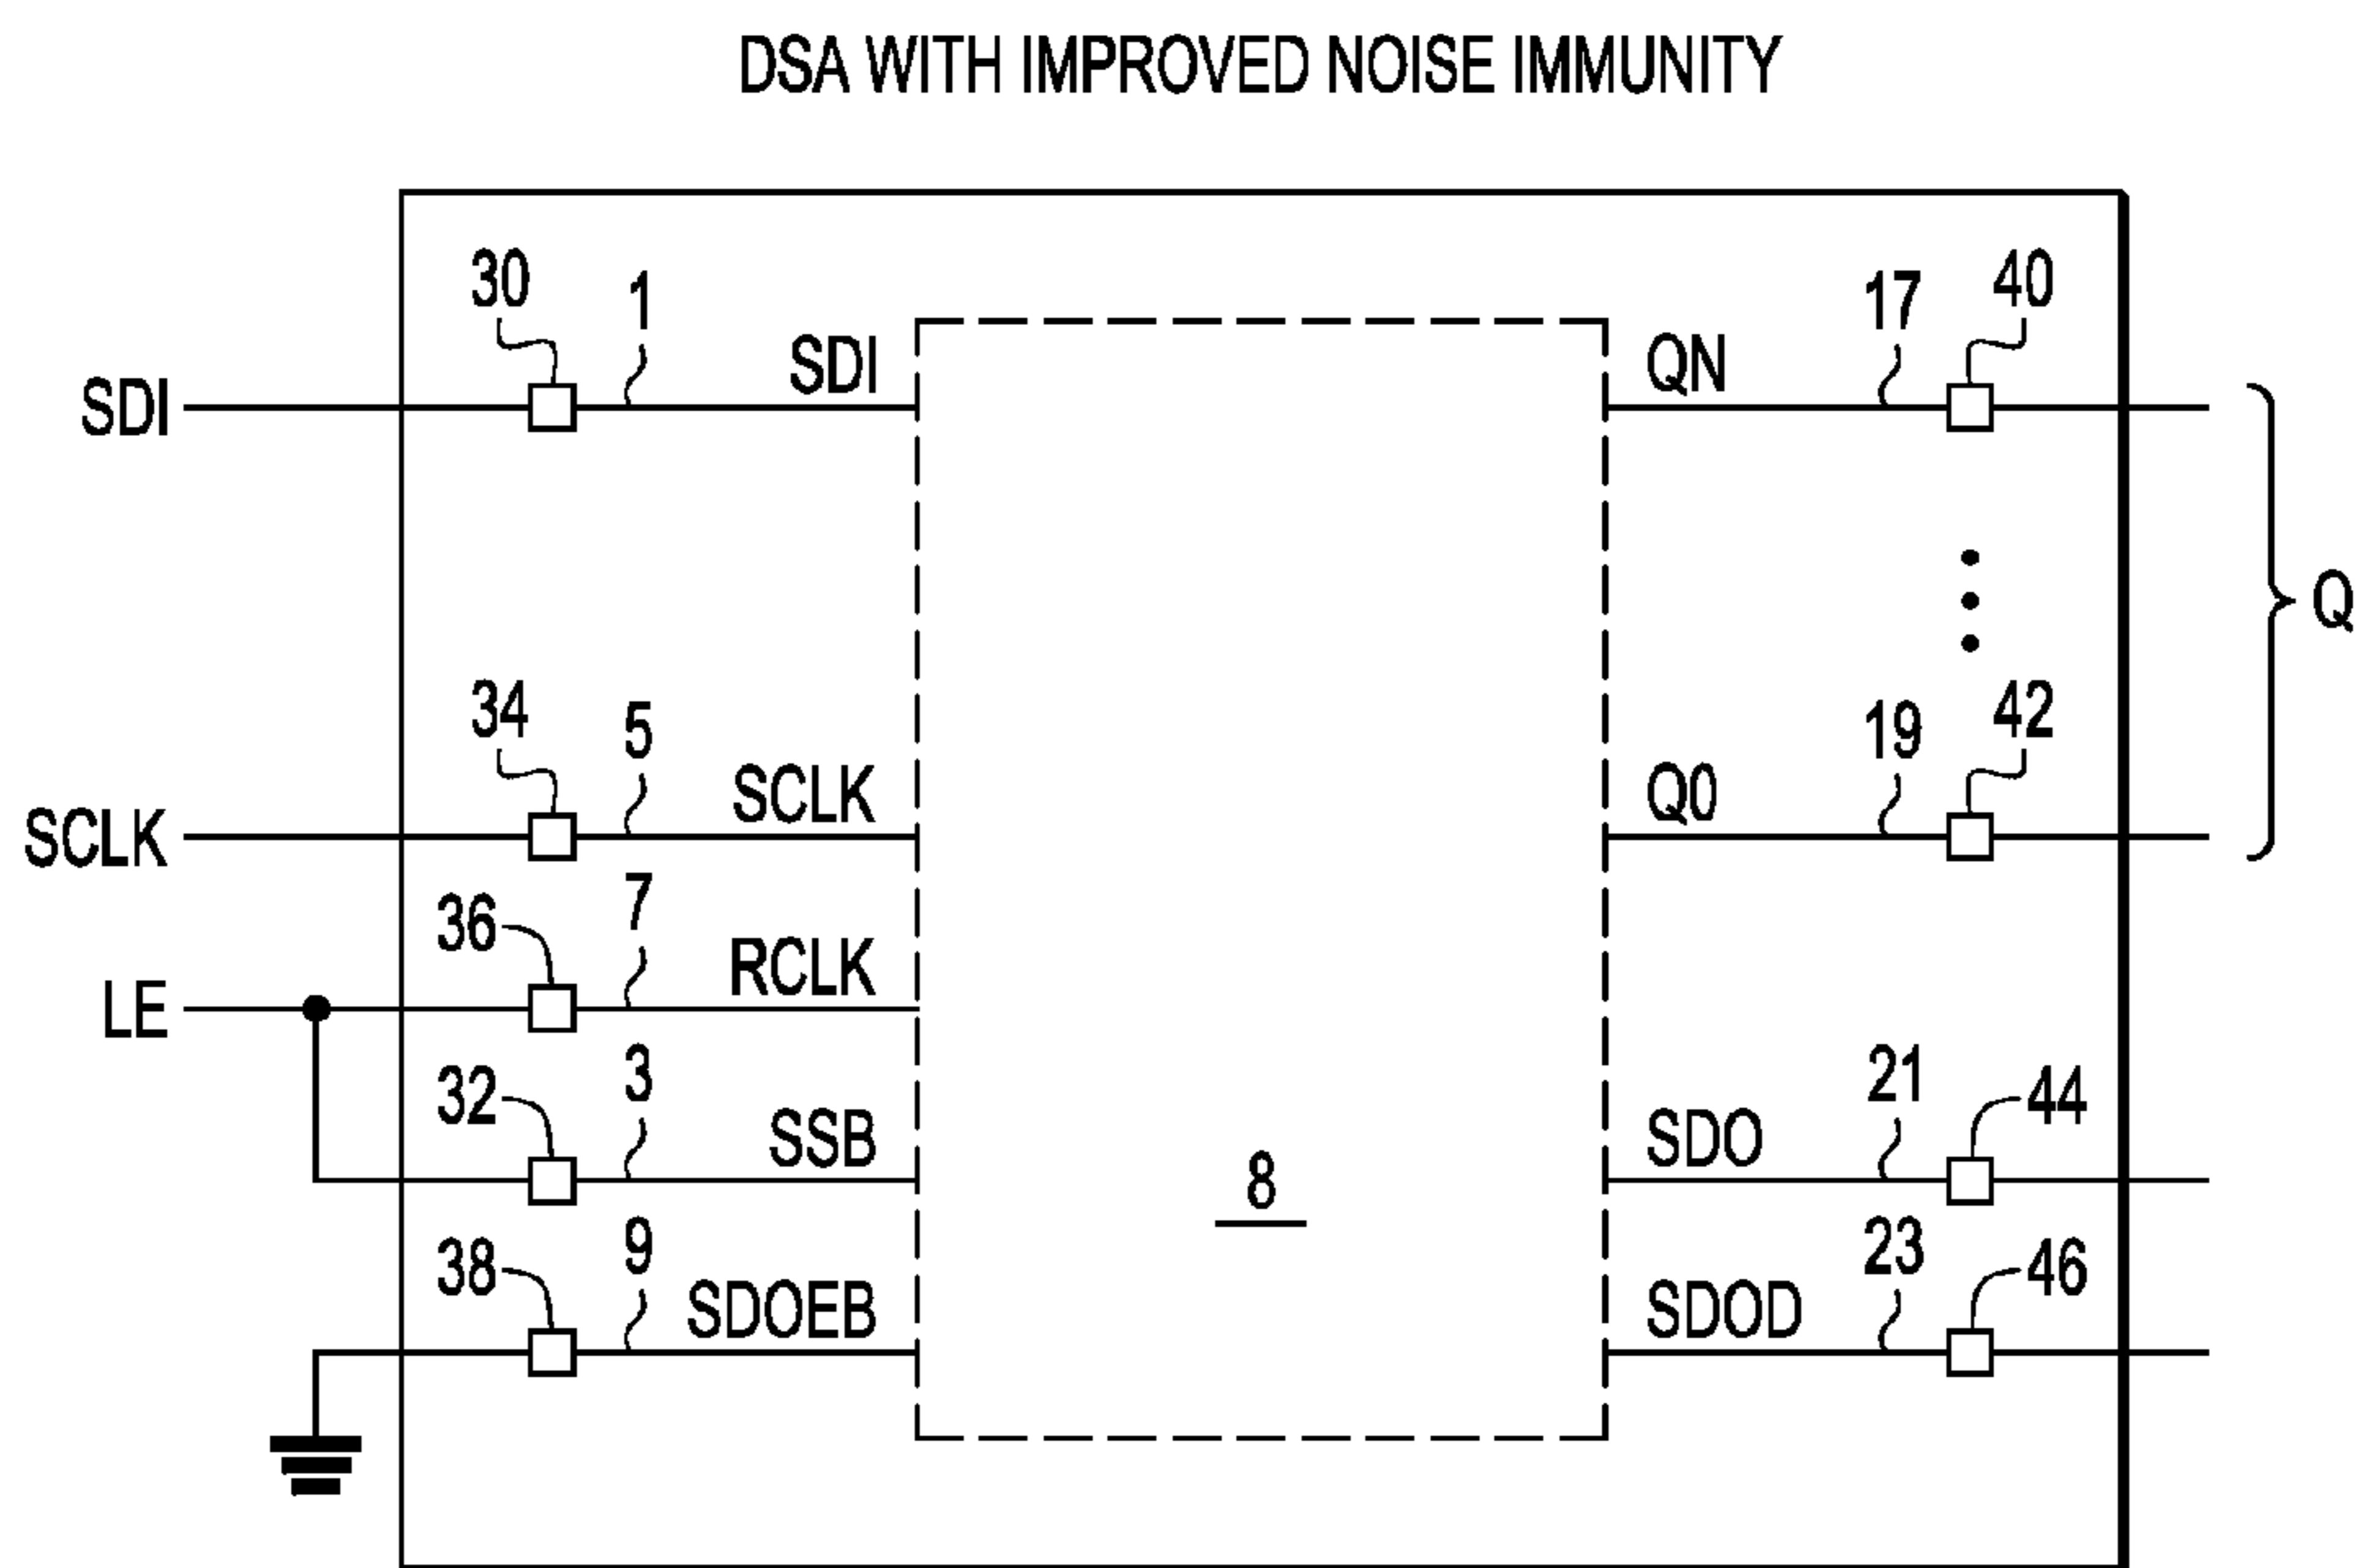 DSA WITH IMPROVED NOISE IMMUNITY
30
1
17
40
SDI
SDI
QN
Q
34
5
19
42
SCLK
SCLK
Q0
36
7
LE
RCLK
32
3
21
44
SSB
SDO
8
38
9
23
46
SDOEB
SDOD